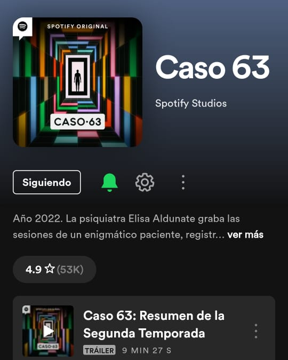 SPOTIFY ORIGINAL
CASO·63
Caso 63
Spotify Studios
Siguiendo
Año 2022. La psiquiatra Elisa Aldunate graba las
sesiones de un enigmático paciente, registr... ver más
4.9 (53K)
Caso 63: Resumen de la
Segunda Temporada
TRÁILER 9 MIN 27 S